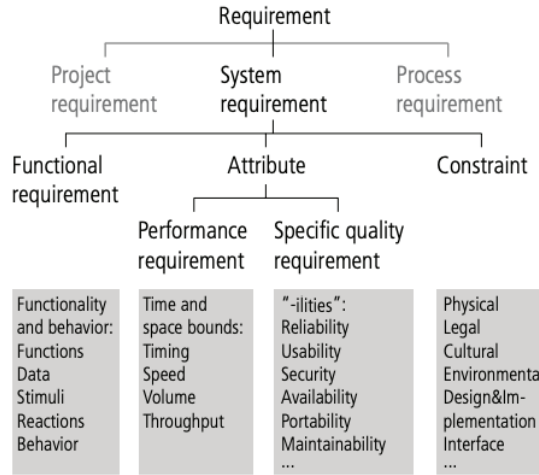 Requirement
Project
requirement
System
requirement
Process
requirement
Functional
requirement
Attribute
Constraint
Performance
requirement
Specific quality
requirement
Functionality
and behavior:
Functions
Data
Stimuli
Reactions
Behavior
Time and
space bounds:
Timing
Speed
Volume
Throughput
“-ilities”:
Reliability
Usability
Security
Availability
Portability
Maintainability
...
Physical
Legal
Cultural
Environmenta
Design&Im-
plementation
Interface
...